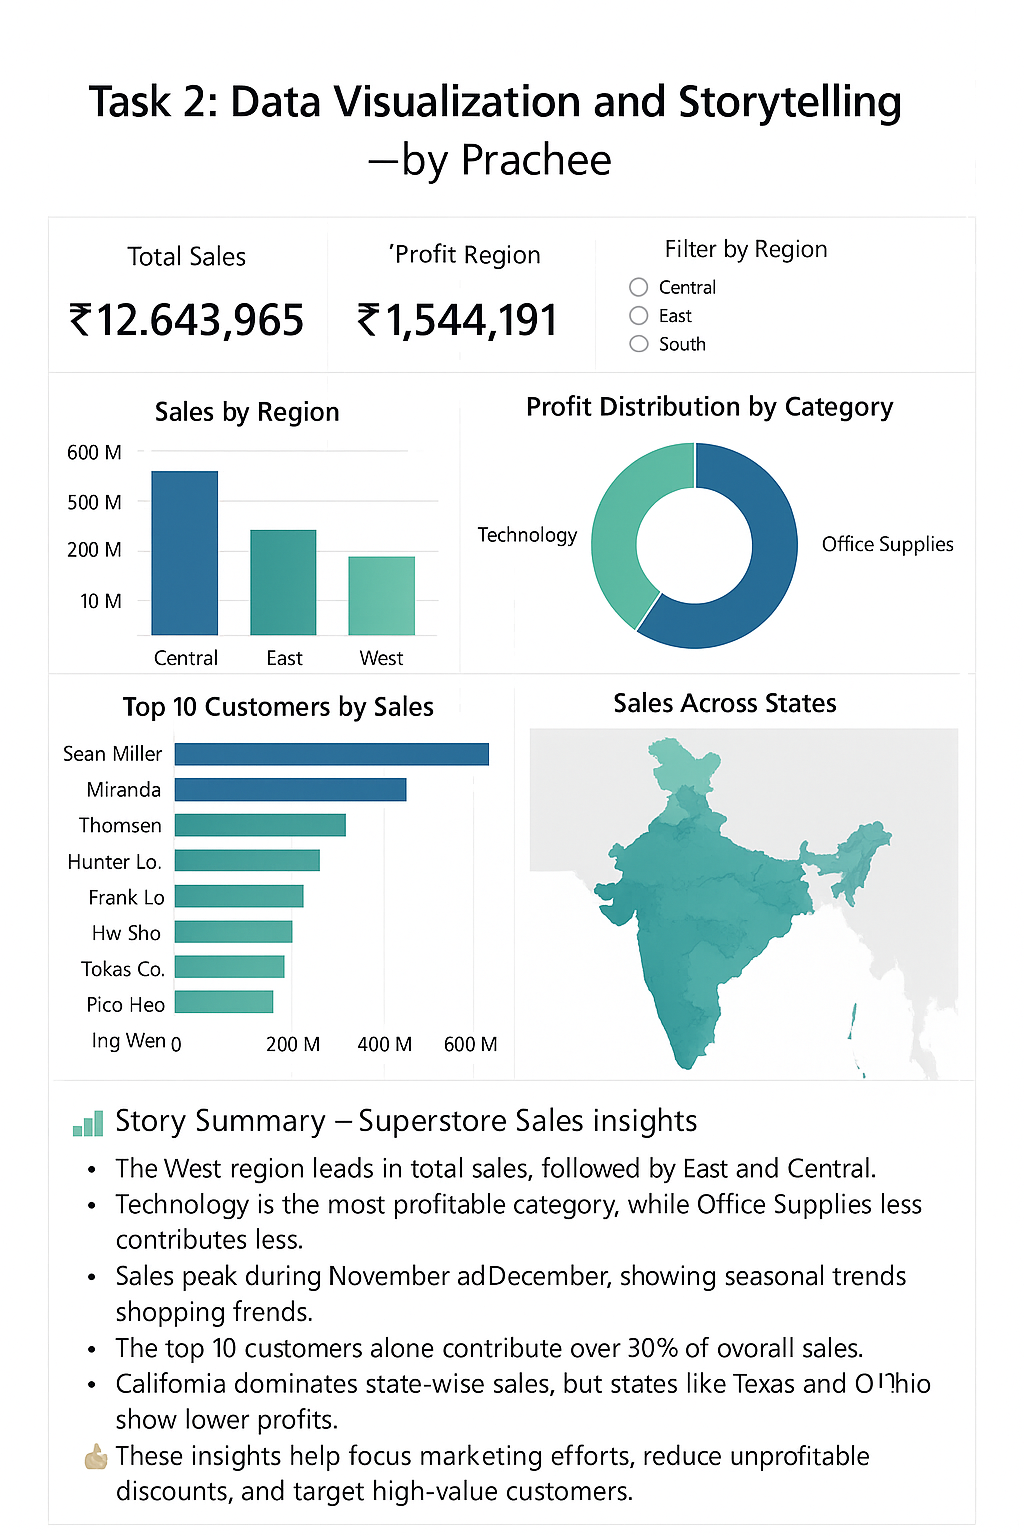 Task 2: Data Visualization and Storytelling
—by Prachee
Total Sales
₹12.643,965
'Profit Region
₹1,544,191
Filter by Region
Central
East
South
Sales by Region
600 M
500 M
200 M
10 M
Central
East
West
Profit Distribution by Category
Technology
Office Supplies
Top 10 Customers by Sales
Sean Miller
Miranda
Thomsen
Hunter Lo.
Frank Lo
Hw Sho
Tokas Co.
Pico Heo
Ing Wen
0
200 M
400 M
600 M
Sales Across States
Story Summary – Superstore Sales insights
• The West region leads in total sales, followed by East and Central.
• Technology is the most profitable category, while Office Supplies less
contributes less.
• Sales peak during November ad December, showing seasonal trends
shopping frends.
• The top 10 customers alone contribute over 30% of ovorall sales.
• Califomia dominates state-wise sales, but states like Texas and
show lower profits.
These insights help focus marketing efforts, reduce unprofitable
discounts, and target high-value customers.